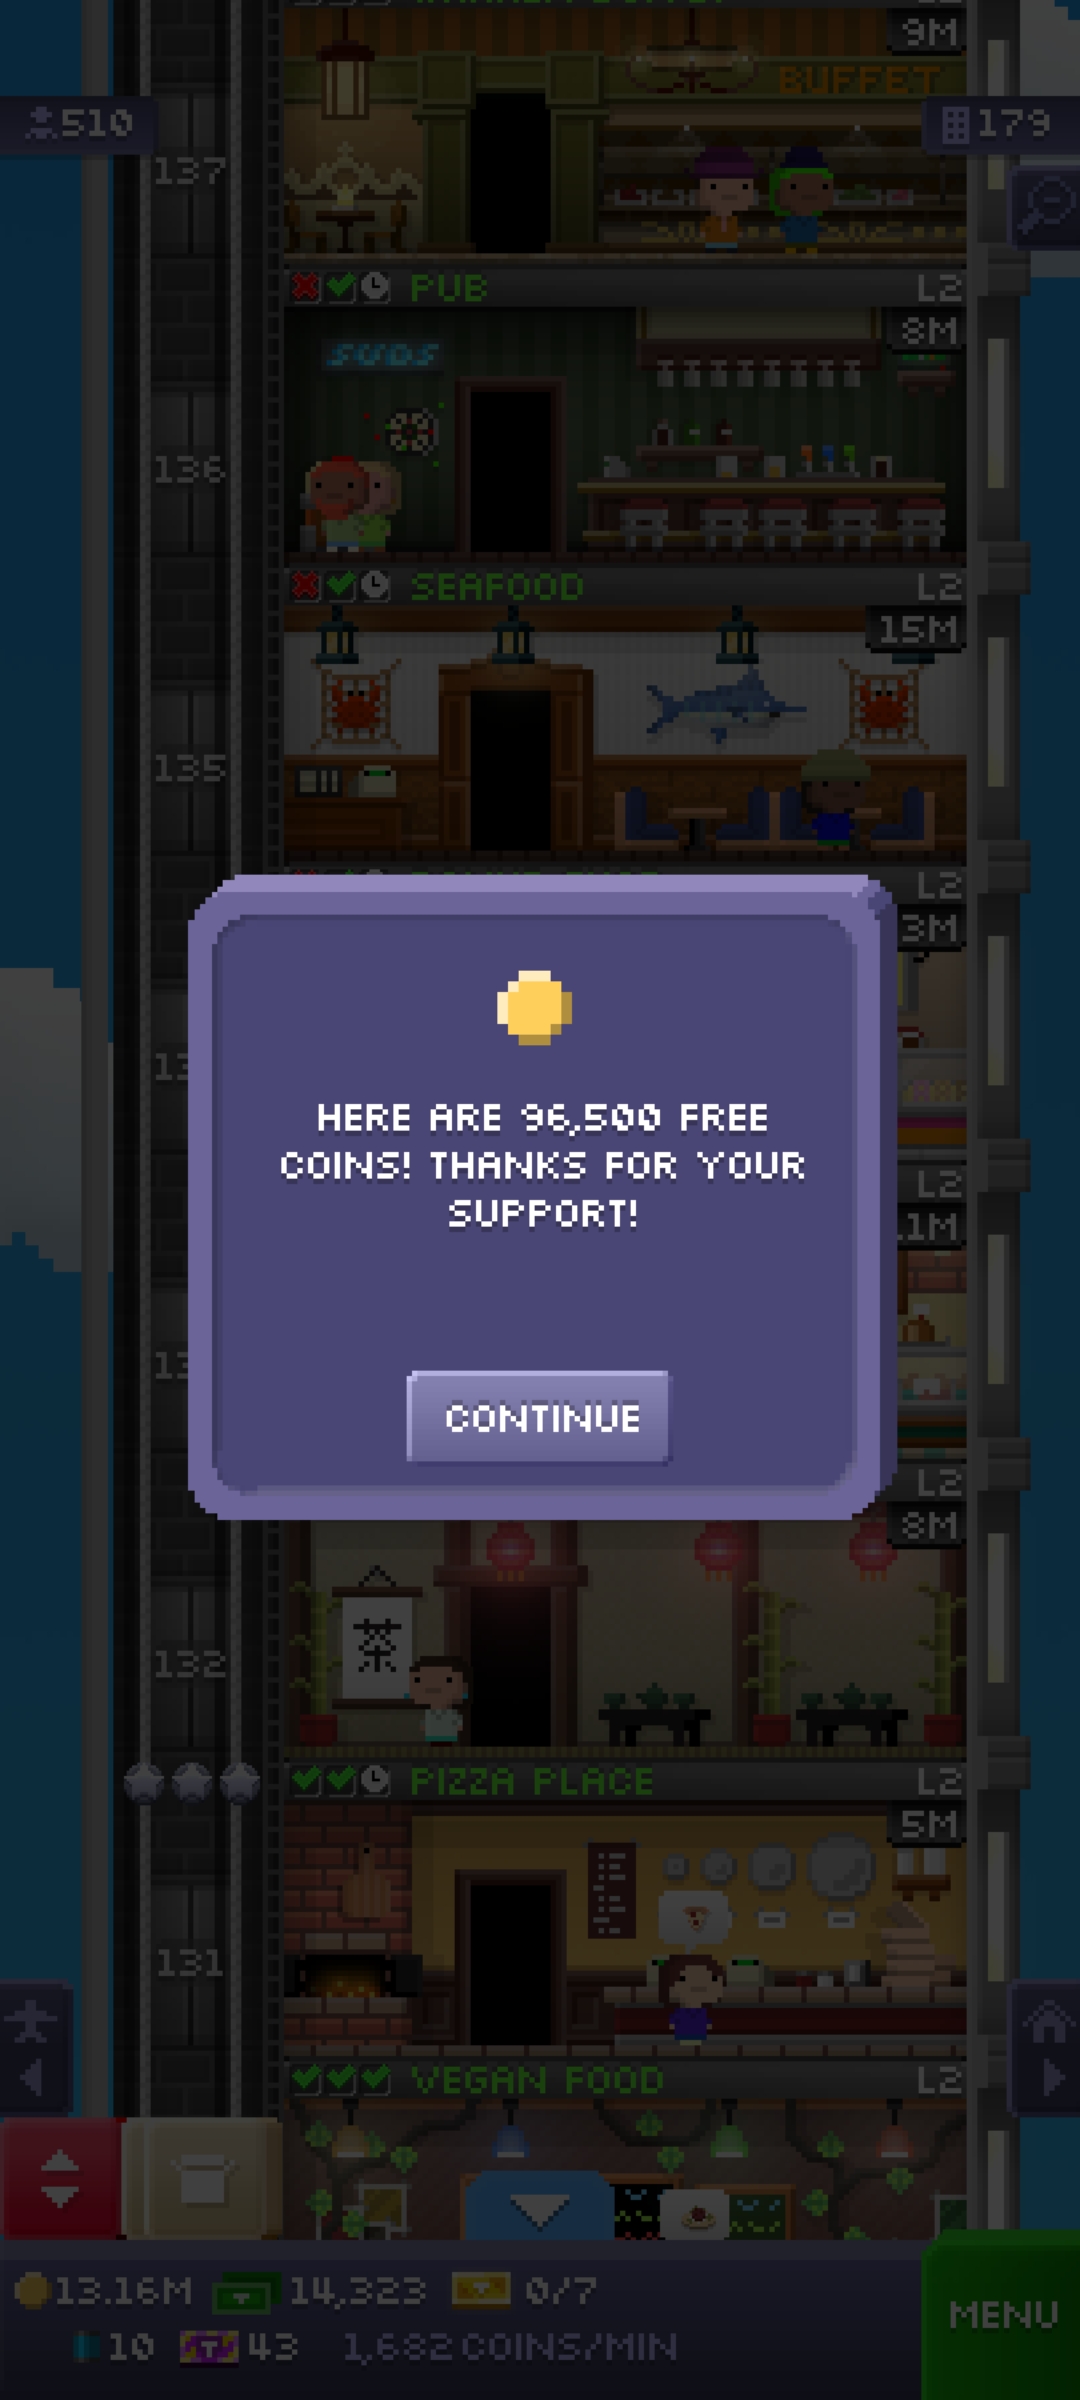 9M
BUFFET
510
179
137
PUB
L2
8M
SUDS
136
SEAFOOD
L2
15M
135
L2
3M
HERE ARE 96,500 FREE
COINS! THANKS FOR YOUR
SUPPORT!
L2
1M
CONTINUE
L2
8M
茶
132
PIZZA PLACE
L2
5M
131
VEGAN FOOD
L2
13.16M
14,323
0/7
MENU
10
T
43
1,682 COINS/MIN